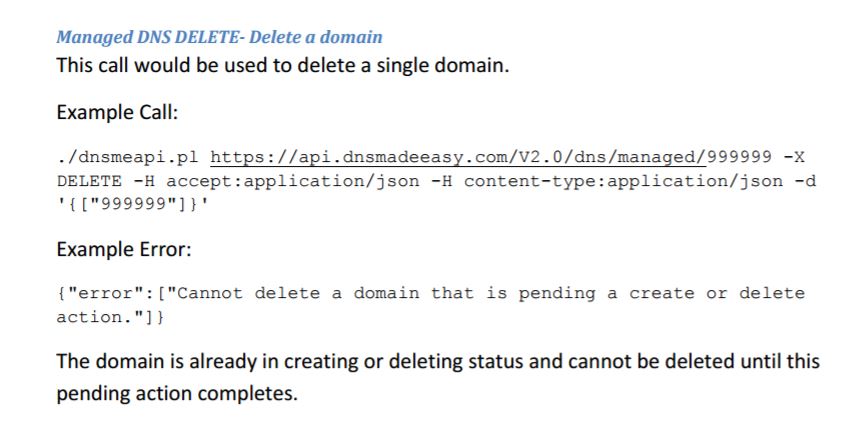 Managed DNS DELETE- Delete a domain
This call would be used to delete a single domain.
Example Call:
./dnsmeapi.pl https://api.dnsmadeeasy.com/V2.0/dns/managed/999999 -X
DELETE -H accept:application/json -H content-type:application/json -d
'{["999999"]}'
Example Error:
{"error":["Cannot delete a domain that is pending a create or delete
action."]}
The domain is already in creating or deleting status and cannot be deleted until this
pending action completes.